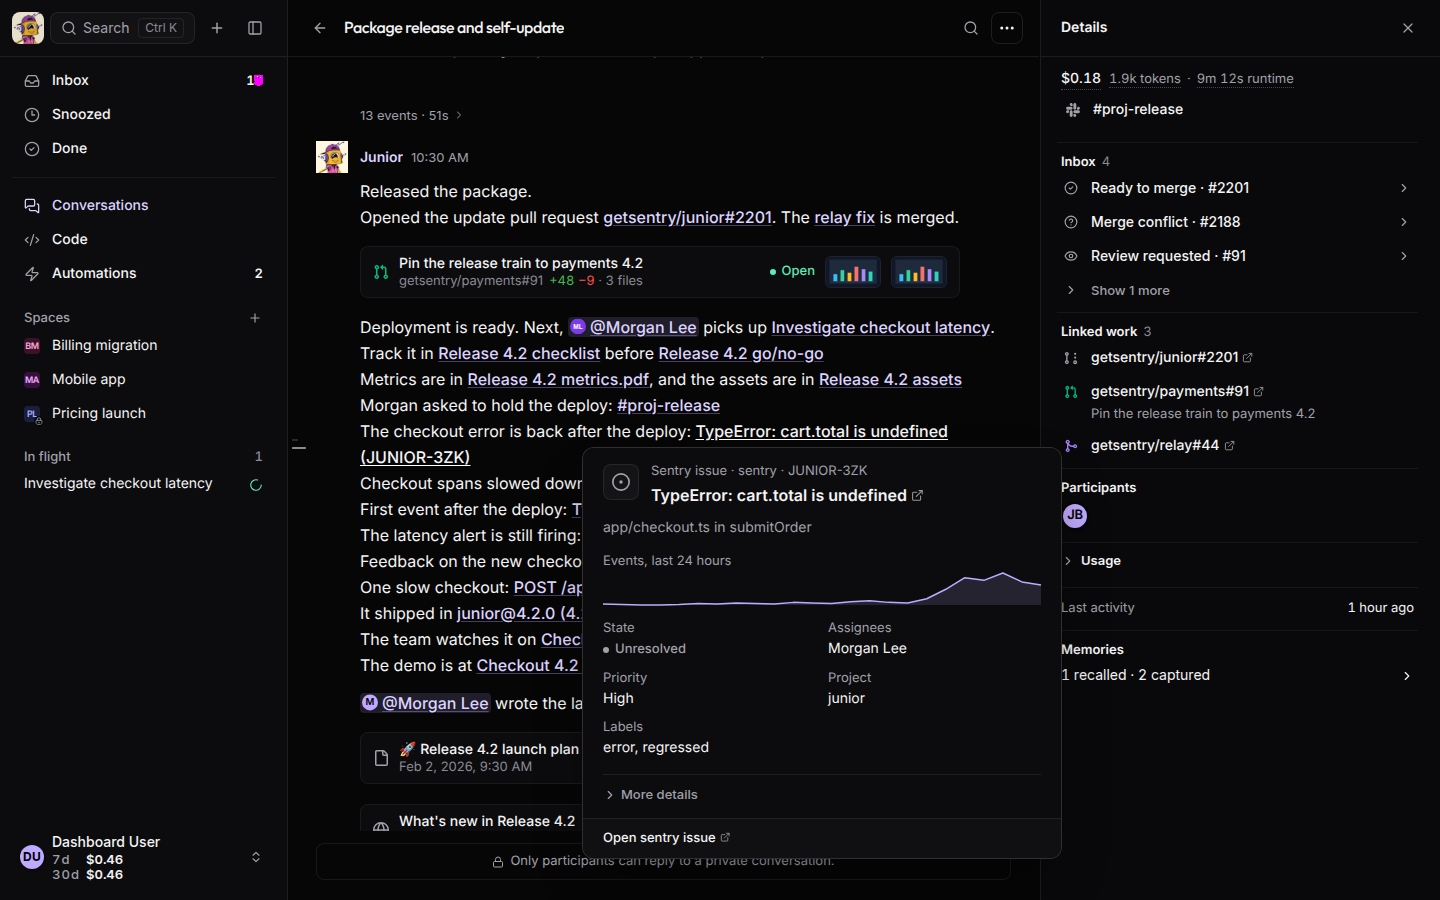 Search
Ctrl K
Inbox
Snoozed
Done
Conversations
Code
Automations
2
Spaces
BM
Billing migration
MA
Mobile app
PL
Pricing launch
In flight
1
Investigate checkout latency
DU
Dashboard User
7d $0.46
30d $0.46
Package release and self-update
13 events · 51s
Junior 10:30 AM
Released the package.
Opened the update pull request getsentry/junior#2201. The relay fix is merged.
Pin the release train to payments 4.2
getsentry/payments#91 +48 −9 · 3 files
Open
Deployment is ready. Next, ML @Morgan Lee picks up Investigate checkout latency.
Track it in Release 4.2 checklist before Release 4.2 go/no-go
Metrics are in Release 4.2 metrics.pdf, and the assets are in Release 4.2 assets
Morgan asked to hold the deploy: #proj-release
The checkout error is back after the deploy: TypeError: cart.total is undefined
(JUNIOR-3ZK)
Checkout spans slowed down
First event after the deploy: T
The latency alert is still firing:
Feedback on the new checko
One slow checkout: POST /ap
It shipped in junior@4.2.0 (4.
The team watches it on Chec
The demo is at Checkout 4.2
M @Morgan Lee wrote the la
🚀 Release 4.2 launch plan
Feb 2, 2026, 9:30 AM
What's new in Release 4.2
Only participants can reply to a private conversation.
Sentry issue · sentry · JUNIOR-3ZK
TypeError: cart.total is undefined
app/checkout.ts in submitOrder
Events, last 24 hours
State
Unresolved
Assignees
Morgan Lee
Priority
High
Project
junior
Labels
error, regressed
More details
Open sentry issue
Details
$0.18 1.9k tokens · 9m 12s runtime
#proj-release
Inbox 4
Ready to merge · #2201
Merge conflict · #2188
Review requested · #91
Show 1 more
Linked work 3
getsentry/junior#2201
getsentry/payments#91
Pin the release train to payments 4.2
getsentry/relay#44
Participants
JB
Usage
Last activity
1 hour ago
Memories
1 recalled · 2 captured